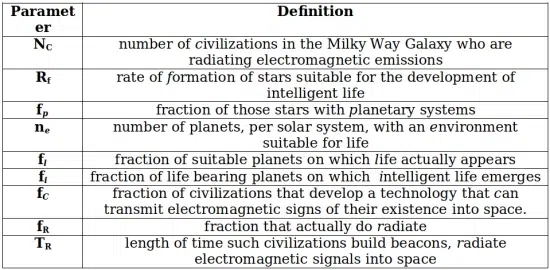 Paramet Definition
er
N_C number of civilizations in the Milky Way Galaxy who are
radiating electromagnetic emissions
R_f rate of formation of stars suitable for the development of
intelligent life
f_p fraction of those stars with planetary systems
n_e number of planets, per solar system, with an environment
suitable for life
f_l fraction of suitable planets on which life actually appears
f_i fraction of life bearing planets on which intelligent life emerges
f_C fraction of civilizations that develop a technology that can
transmit electromagnetic signs of their existence into space.
f_R fraction that actually do radiate
T_R length of time such civilizations build beacons, radiate
electromagnetic signals into space